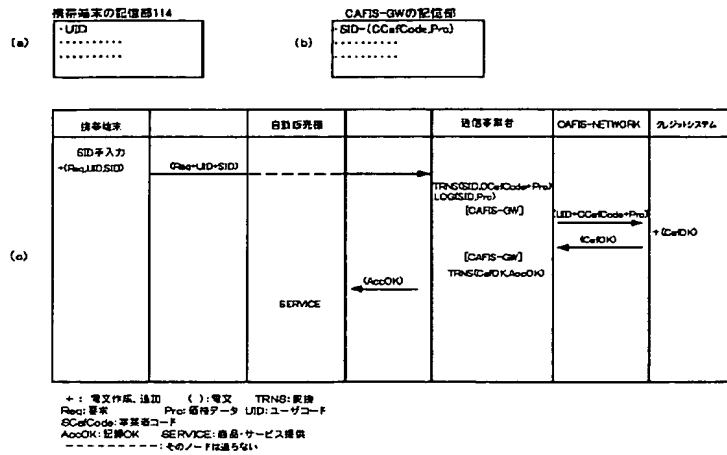 携帯端末の記憶部114
CAFIS-GWの記憶部
(a)
・UID
・・・・・・・・・
・・・・・・・・・
(b)
・SID-(CCafCode,Pro)
・・・・・・・・・
・・・・・・・・・
携帯端末
自動販売機
通信事業者
CAFIS-NETWORK
クレジットシステム
(c)
SID手入力
+(Req,UID,SID)
(Req+UID+SID)
TRNS(SID,CCafCode+Pro)
LOG(SID,Pro)
[CAFIS-GW]
(UID+CCafCode+Pro)
+(CafOK)
(CafOK)
[CAFIS-GW]
TRNS(CafOK,AccOK)
(AccOK)
SERVICE
+ : 電文作成、追加 ( ):電文 TRNS:変換
Req:要求 Pro:価格データ UID:ユーザコード
SCafCode:事業者コード
AccOK:記録OK SERVICE:商品・サービス提供
-----------:そのノードは通らない